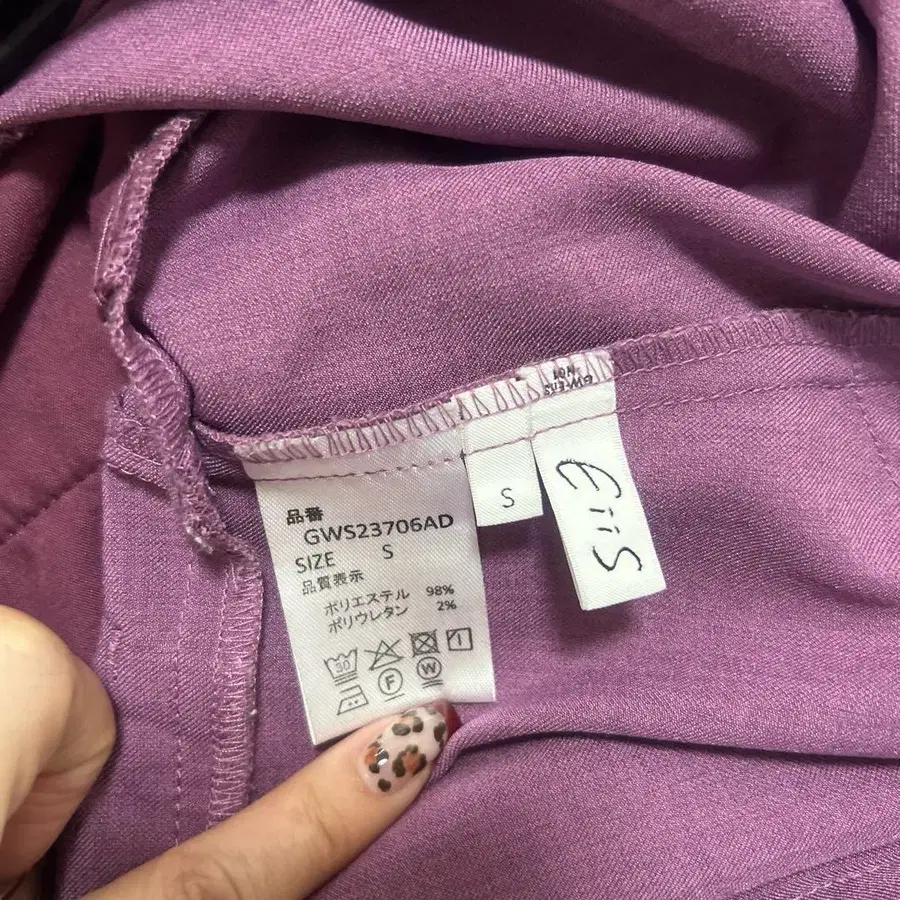 品番
GWS23706AD
SIZE S
品質表示
ポリエステル 98%
ポリウレタン 2%
30
F W
S
EiiS